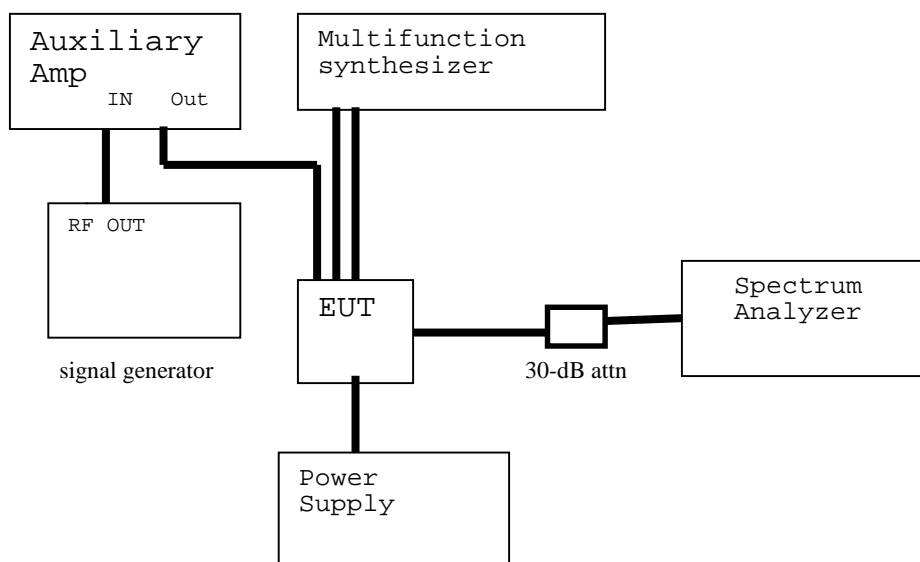 Auxiliary
Amp
IN Out
Multifunction
synthesizer
RF OUT
signal generator
EUT
30-dB attn
Spectrum
Analyzer
Power
Supply